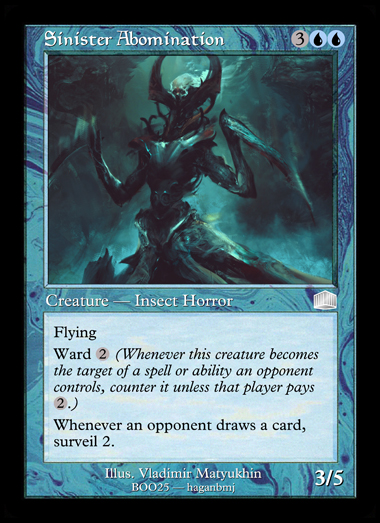 Sinister Abomination 3
Creature — Insect Horror
Flying
Ward 2 (Whenever this creature becomes
the target of a spell or ability an opponent
controls, counter it unless that player pays
2.)
Whenever an opponent draws a card,
surveil 2.
Illus. Vladimir Matyukhin
BOO25 — haganbmj
3/5